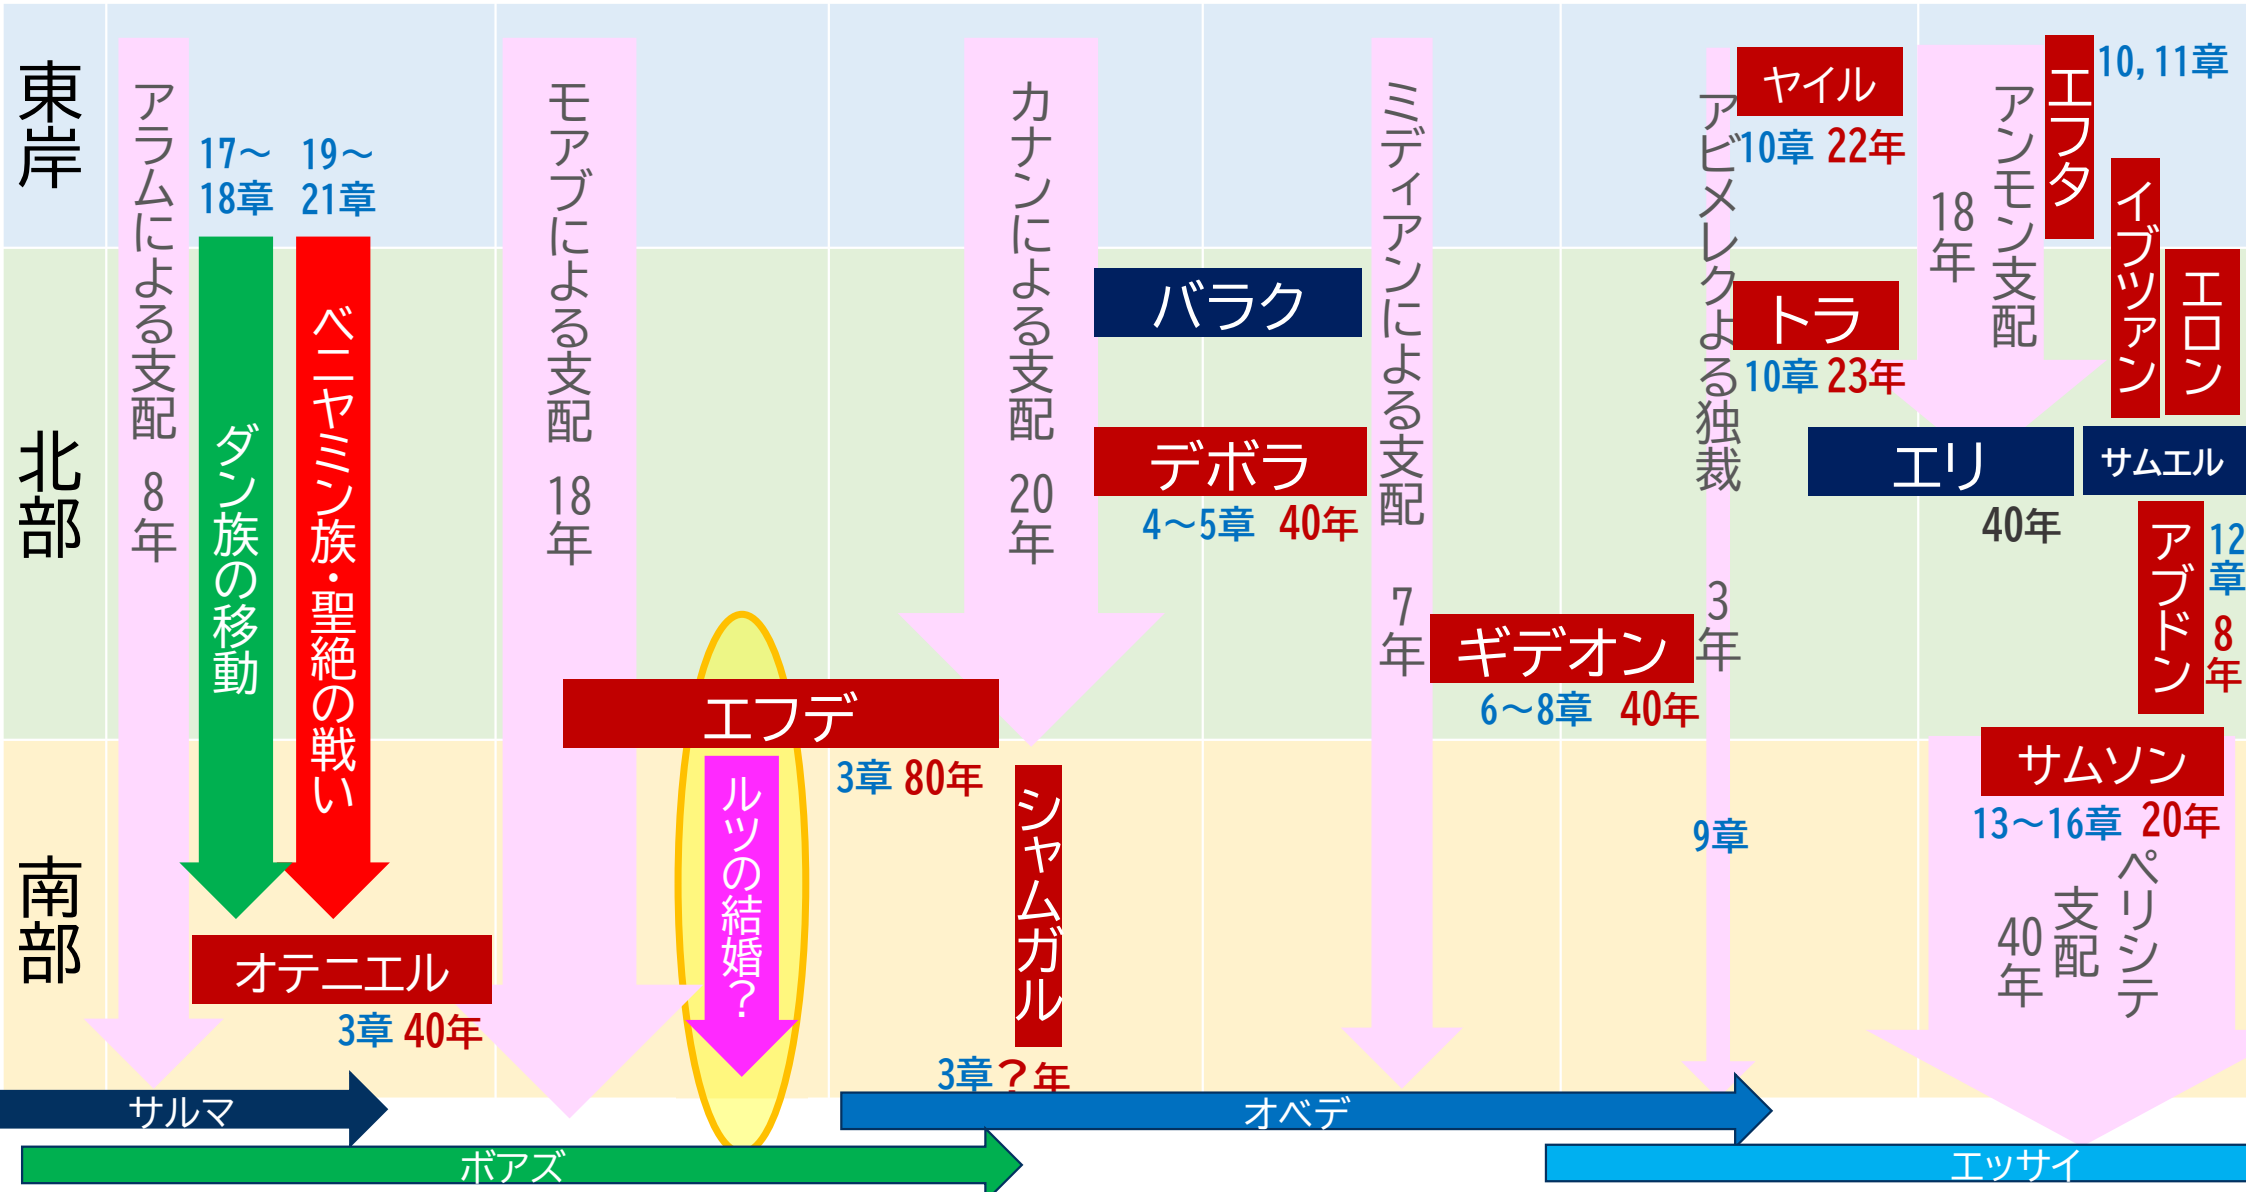 東岸
北部
南部
アラムによる支配 8年
17～
18章
ダン族の移動
19～
21章
ベニヤミン族・聖絶の戦い
オテニエル
3章 40年
モアブによる支配 18年
エフデ
3章 80年
ルツの結婚？
カナンによる支配 20年
シャムガル
3章？年
バラク
デボラ
4～5章 40年
ミディアンによる支配 7年
ギデオン
6～8章 40年
アビメレクよる独裁 3年
9章
ヤイル
10章 22年
トラ
10章 23年
アンモン支配
18年
エフタ
10, 11章
イブツァン
エロン
エリ
40年
サムエル
アブドン
12章
8年
サムソン
13～16章 20年
ペリシテ
支配
40年
サルマ
ボアズ
オベデ
エッサイ